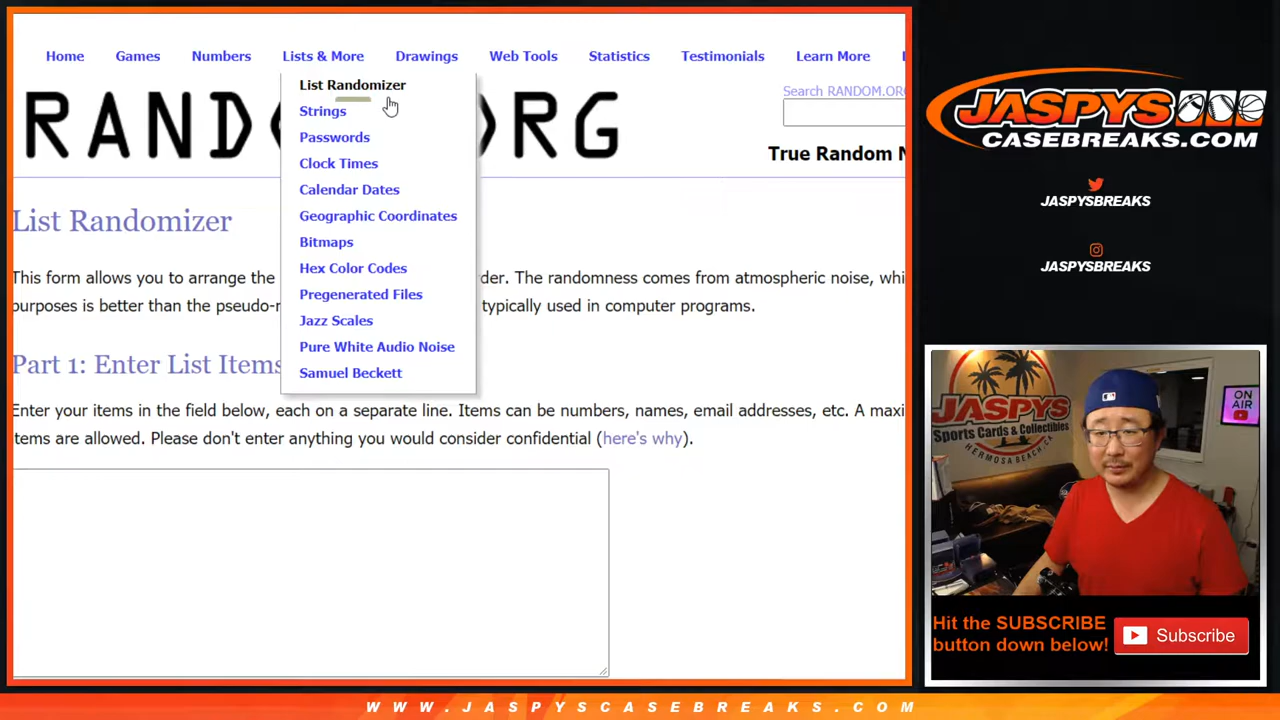 Home Games Numbers Lists & More Drawings Web Tools Statistics Testimonials Learn More
List Randomizer
Strings
Passwords
Clock Times
Calendar Dates
Geographic Coordinates
Bitmaps
Hex Color Codes
Pregenerated Files
Jazz Scales
Pure White Audio Noise
Samuel Beckett
RAND RG
Search RANDOM.OR
True Random N
List Randomizer
This form allows you to arrange the der. The randomness comes from atmospheric noise, whi
purposes is better than the pseudo-r typically used in computer programs.
Part 1: Enter List Items
Enter your items in the field below, each on a separate line. Items can be numbers, names, email addresses, etc. A maxi
tems are allowed. Please don't enter anything you would consider confidential (here's why).
JASPYS
CASEBREAKS.COM
JASPYSBREAKS
JASPYSBREAKS
JASPYS
Sports Cards & Collectibles
HERMOSA BEACH, CA
ON
AIR
Hit the SUBSCRIBE
button down below!
Subscribe
WWW.JASPYSCASEBREAKS.COM